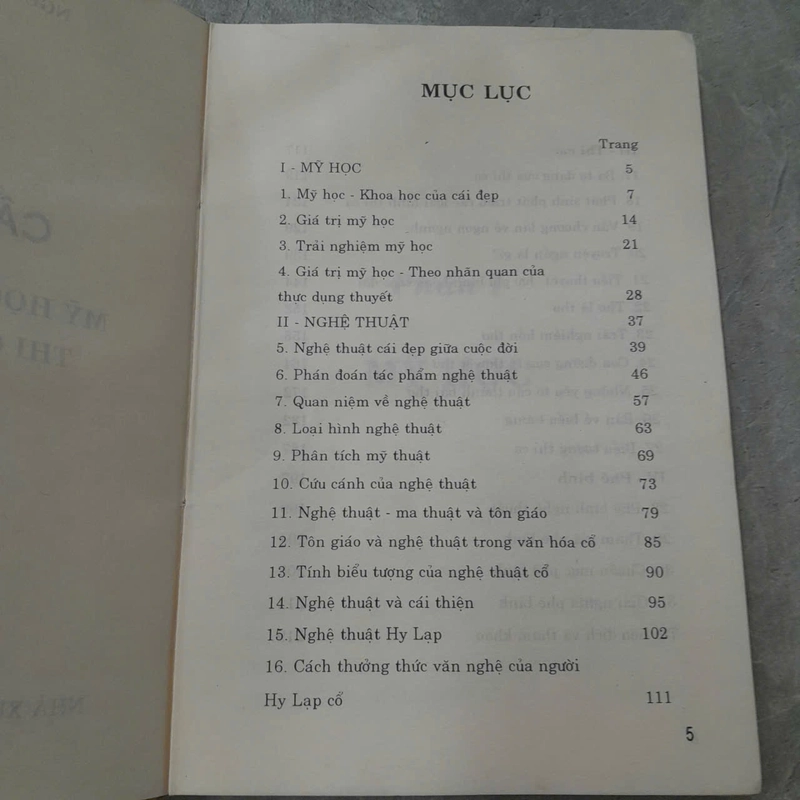 MỤC LỤC
Trang
I - MỸ HỌC 5
1. Mỹ học - Khoa học của cái đẹp 7
2. Giá trị mỹ học 14
3. Trải nghiệm mỹ học 21
4. Giá trị mỹ học - Theo nhân quan của
thực dụng thuyết 28
II - NGHỆ THUẬT 37
5. Nghệ thuật cái đẹp giữa cuộc đời 39
6. Phán đoán tác phẩm nghệ thuật 46
7. Quan niệm về nghệ thuật 57
8. Loại hình nghệ thuật 63
9. Phân tích mỹ thuật 69
10. Cứu cánh của nghệ thuật 73
11. Nghệ thuật - ma thuật và tôn giáo 79
12. Tôn giáo và nghệ thuật trong văn hóa cổ 85
13. Tính biểu tượng của nghệ thuật cổ 90
14. Nghệ thuật và cái thiện 95
15. Nghệ thuật Hy Lạp 102
16. Cách thưởng thức văn nghệ của người
Hy Lạp cổ 111
5